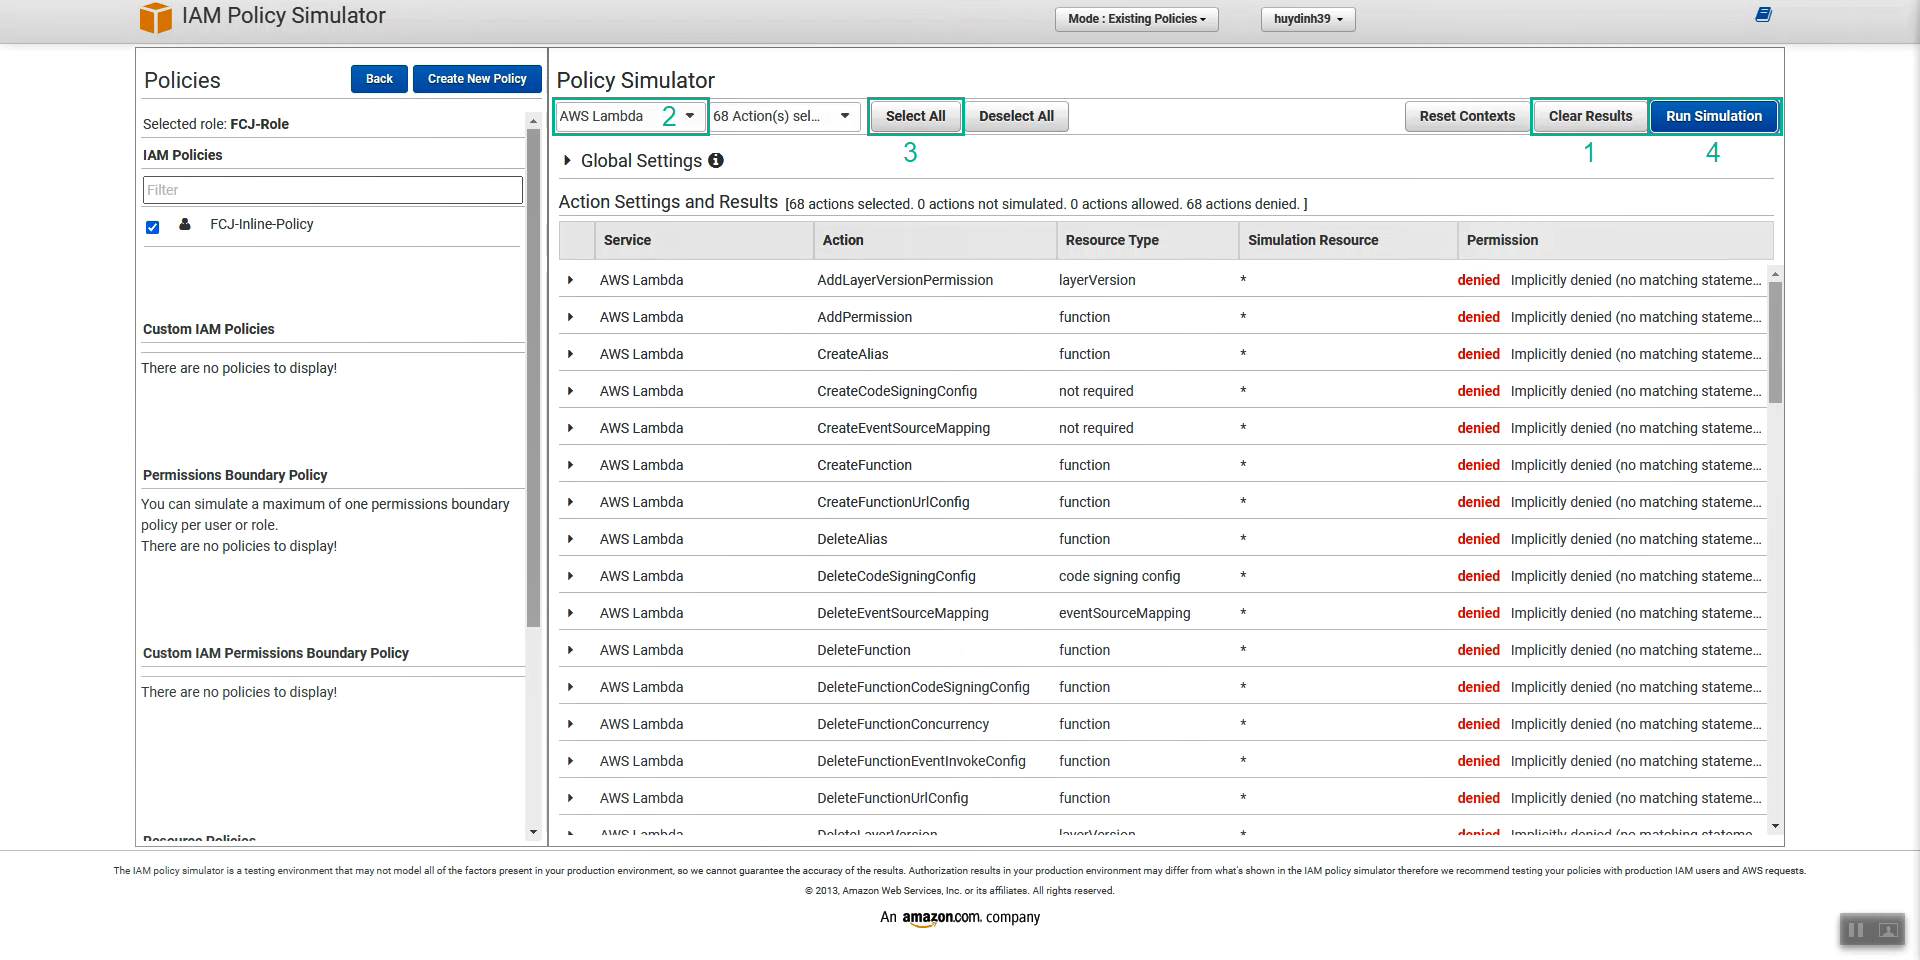 IAM Policy Simulator
Mode : Existing Policies
huydinh39
Policies
Back
Create New Policy
Selected role: FCJ-Role
IAM Policies
Filter
FCJ-Inline-Policy
Custom IAM Policies
There are no policies to display!
Permissions Boundary Policy
You can simulate a maximum of one permissions boundary
policy per user or role.
There are no policies to display!
Custom IAM Permissions Boundary Policy
There are no policies to display!
Resource Policies
Policy Simulator
AWS Lambda 2 68 Action(s) sel... Select All Deselect All Reset Contexts Clear Results Run Simulation
3 1 4
Global Settings
Action Settings and Results [68 actions selected. 0 actions not simulated. 0 actions allowed. 68 actions denied. ]
Service Action Resource Type Simulation Resource Permission
AWS Lambda AddLayerVersionPermission layerVersion * denied Implicitly denied (no matching stateme...
AWS Lambda AddPermission function * denied Implicitly denied (no matching stateme...
AWS Lambda CreateAlias function * denied Implicitly denied (no matching stateme...
AWS Lambda CreateCodeSigningConfig not required * denied Implicitly denied (no matching stateme...
AWS Lambda CreateEventSourceMapping not required * denied Implicitly denied (no matching stateme...
AWS Lambda CreateFunction function * denied Implicitly denied (no matching stateme...
AWS Lambda CreateFunctionUrlConfig function * denied Implicitly denied (no matching stateme...
AWS Lambda DeleteAlias function * denied Implicitly denied (no matching stateme...
AWS Lambda DeleteCodeSigningConfig code signing config * denied Implicitly denied (no matching stateme...
AWS Lambda DeleteEventSourceMapping eventSourceMapping * denied Implicitly denied (no matching stateme...
AWS Lambda DeleteFunction function * denied Implicitly denied (no matching stateme...
AWS Lambda DeleteFunctionCodeSigningConfig function * denied Implicitly denied (no matching stateme...
AWS Lambda DeleteFunctionConcurrency function * denied Implicitly denied (no matching stateme...
AWS Lambda DeleteFunctionEventInvokeConfig function * denied Implicitly denied (no matching stateme...
AWS Lambda DeleteFunctionUrlConfig function * denied Implicitly denied (no matching stateme...
AWS Lambda DeleteLayerVersion layerVersion * denied Implicitly denied (no matching stateme...
The IAM policy simulator is a testing environment that may not model all of the factors present in your production environment, so we cannot guarantee the accuracy of the results. Authorization results in your production environment may differ from what's shown in the IAM policy simulator therefore we recommend testing your policies with production IAM users and AWS requests.
© 2013, Amazon Web Services, Inc. or its affiliates. All rights reserved.
An amazon.com. company